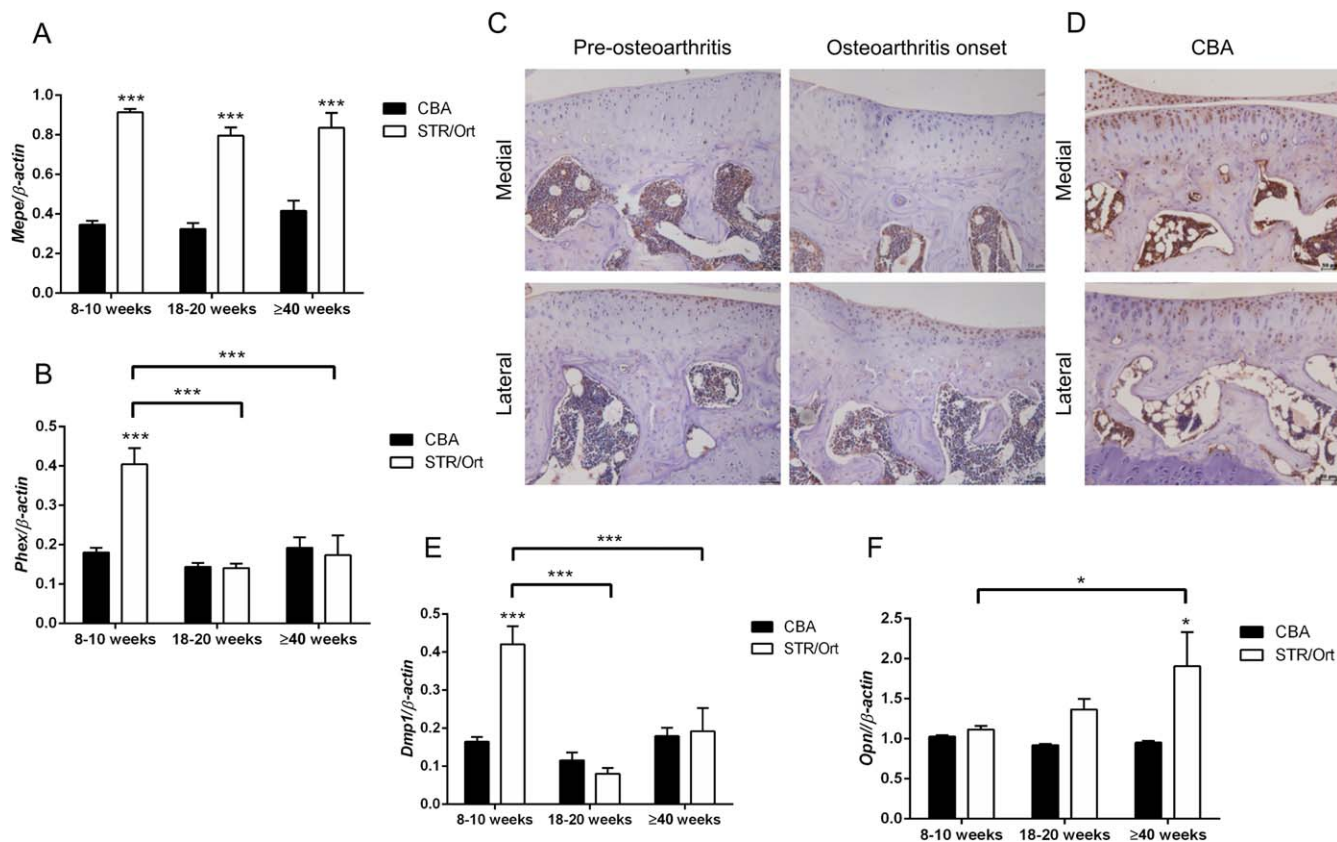 A
Mepe/β-actin
1.0
0.8
0.6
0.4
0.2
0.0
***
***
***
8-10 weeks 18-20 weeks ≥40 weeks
CBA
STR/Ort
B
***
***
***
Phex/β-actin
0.5
0.4
0.3
0.2
0.1
0.0
8-10 weeks 18-20 weeks ≥40 weeks
CBA
STR/Ort
C
Pre-osteoarthritis Osteoarthritis onset
Medial
Lateral
D
CBA
Medial
Lateral
E
***
***
***
Dmp1/β-actin
0.5
0.4
0.3
0.2
0.1
0.0
8-10 weeks 18-20 weeks ≥40 weeks
CBA
STR/Ort
F
*
*
Opn//β-actin
2.5
2.0
1.5
1.0
0.5
0.0
8-10 weeks 18-20 weeks ≥40 weeks
CBA
STR/Ort